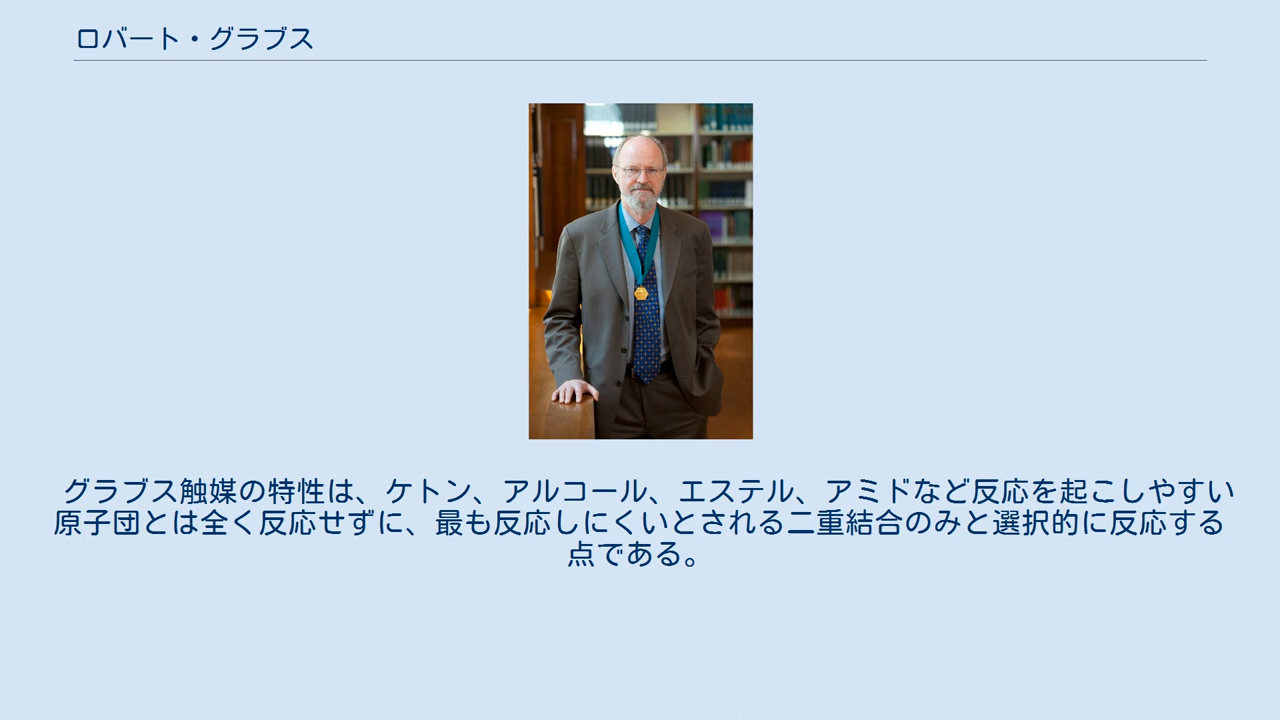 ロバート・グラブス
グラブス触媒の特性は、ケトン、アルコール、エステル、アミドなど反応を起こしやすい
原子団とは全く反応せずに、最も反応しにくいとされる二重結合のみと選択的に反応する
点である。